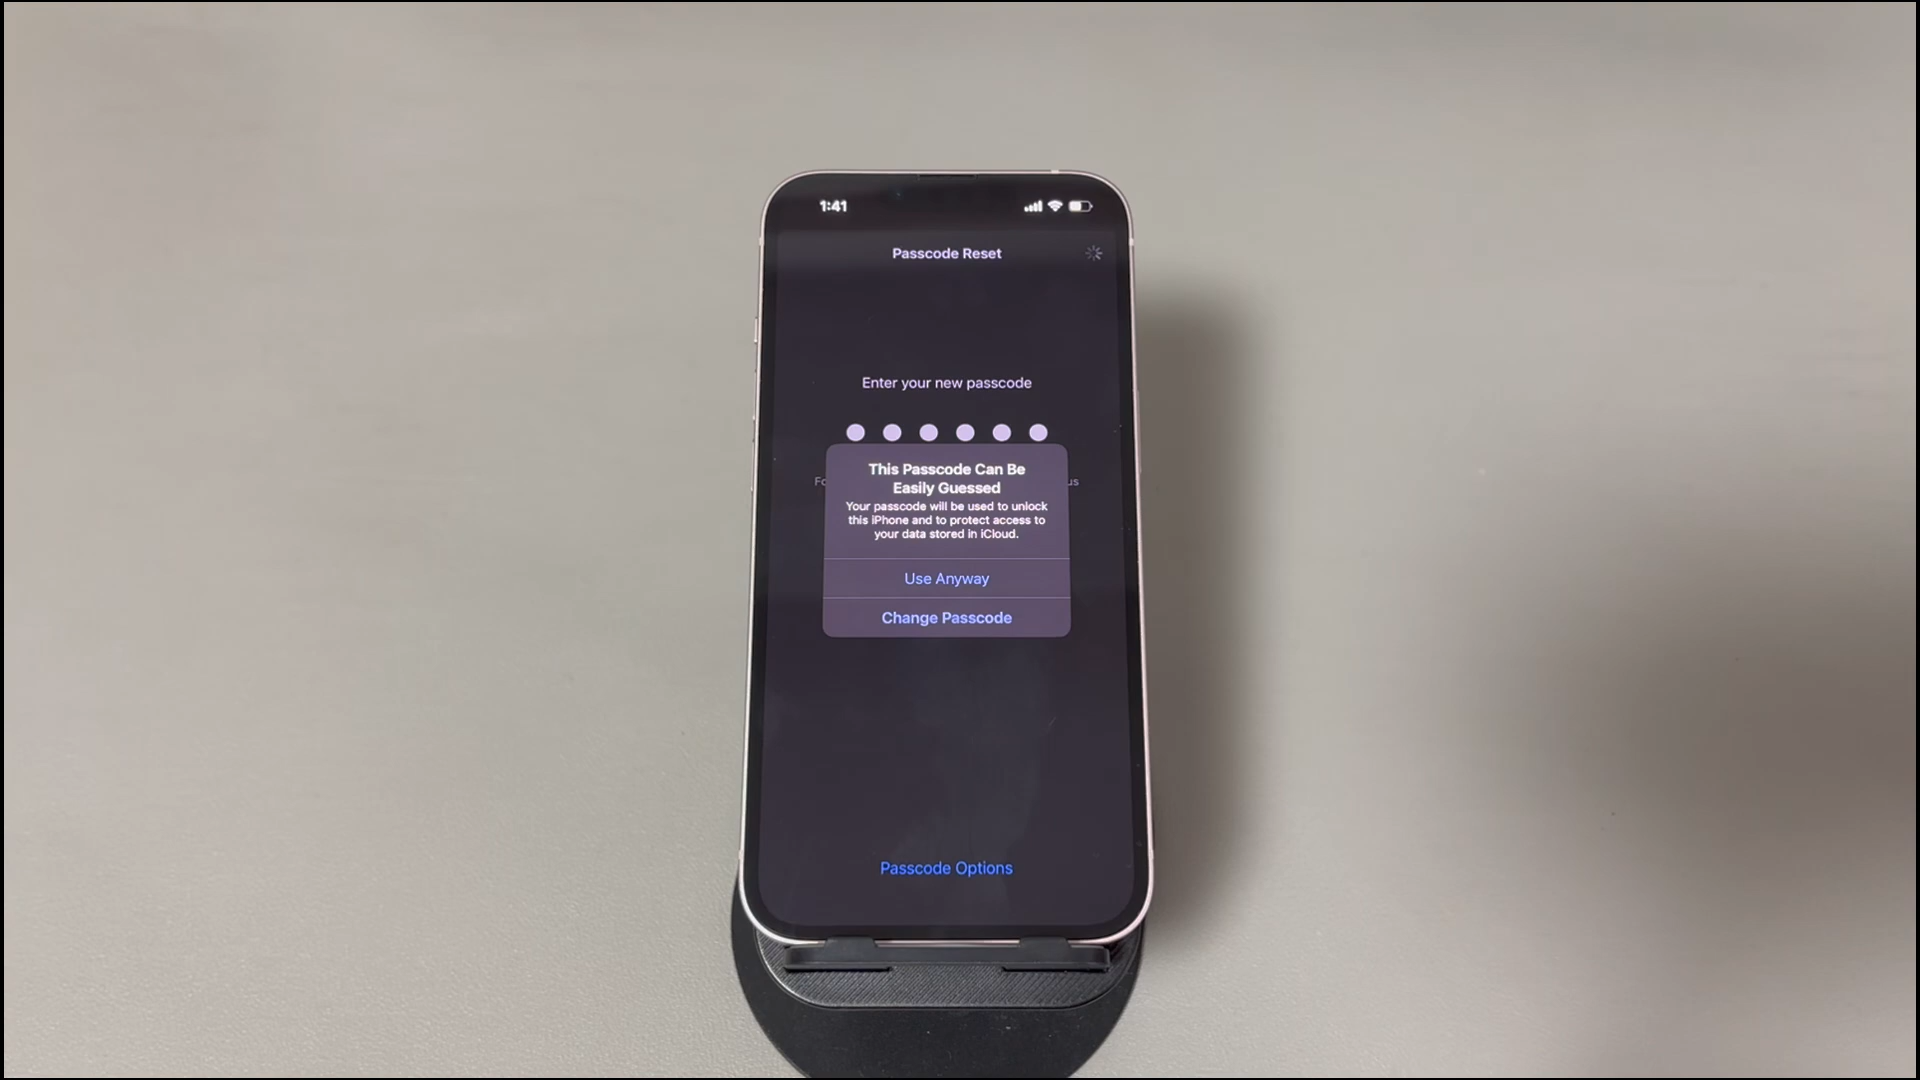 1:41
Passcode Reset
Enter your new passcode
This Passcode Can Be
Easily Guessed
Your passcode will be used to unlock
this iPhone and to protect access to
your data stored in iCloud.
Use Anyway
Change Passcode
Passcode Options